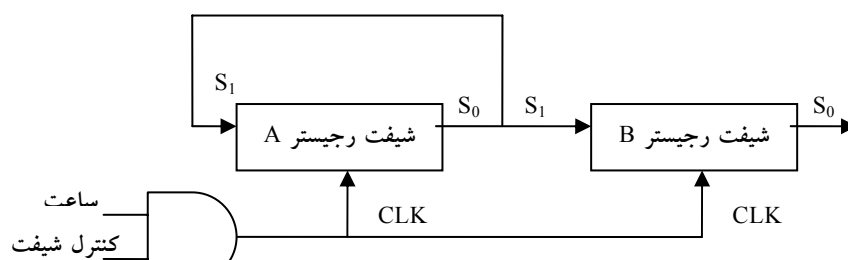 S₁
S₀
S₁
S₀
شیفت رجیستر A
شیفت رجیستر B
ساعت
CLK
CLK
کنترل شیفت